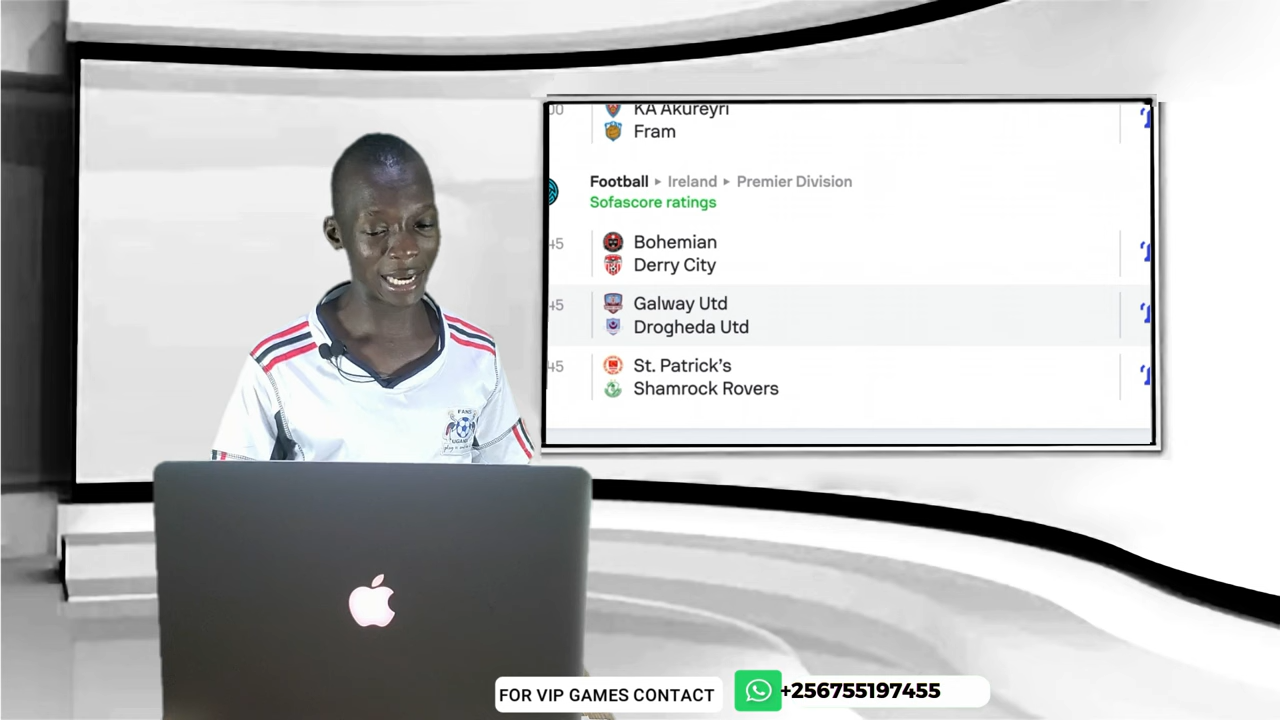 KA Akureyri
Fram
Football ▸ Ireland ▸ Premier Division
Sofascore ratings
Bohemian
Derry City
Galway Utd
Drogheda Utd
St. Patrick's
Shamrock Rovers
FOR VIP GAMES CONTACT
+256755197455